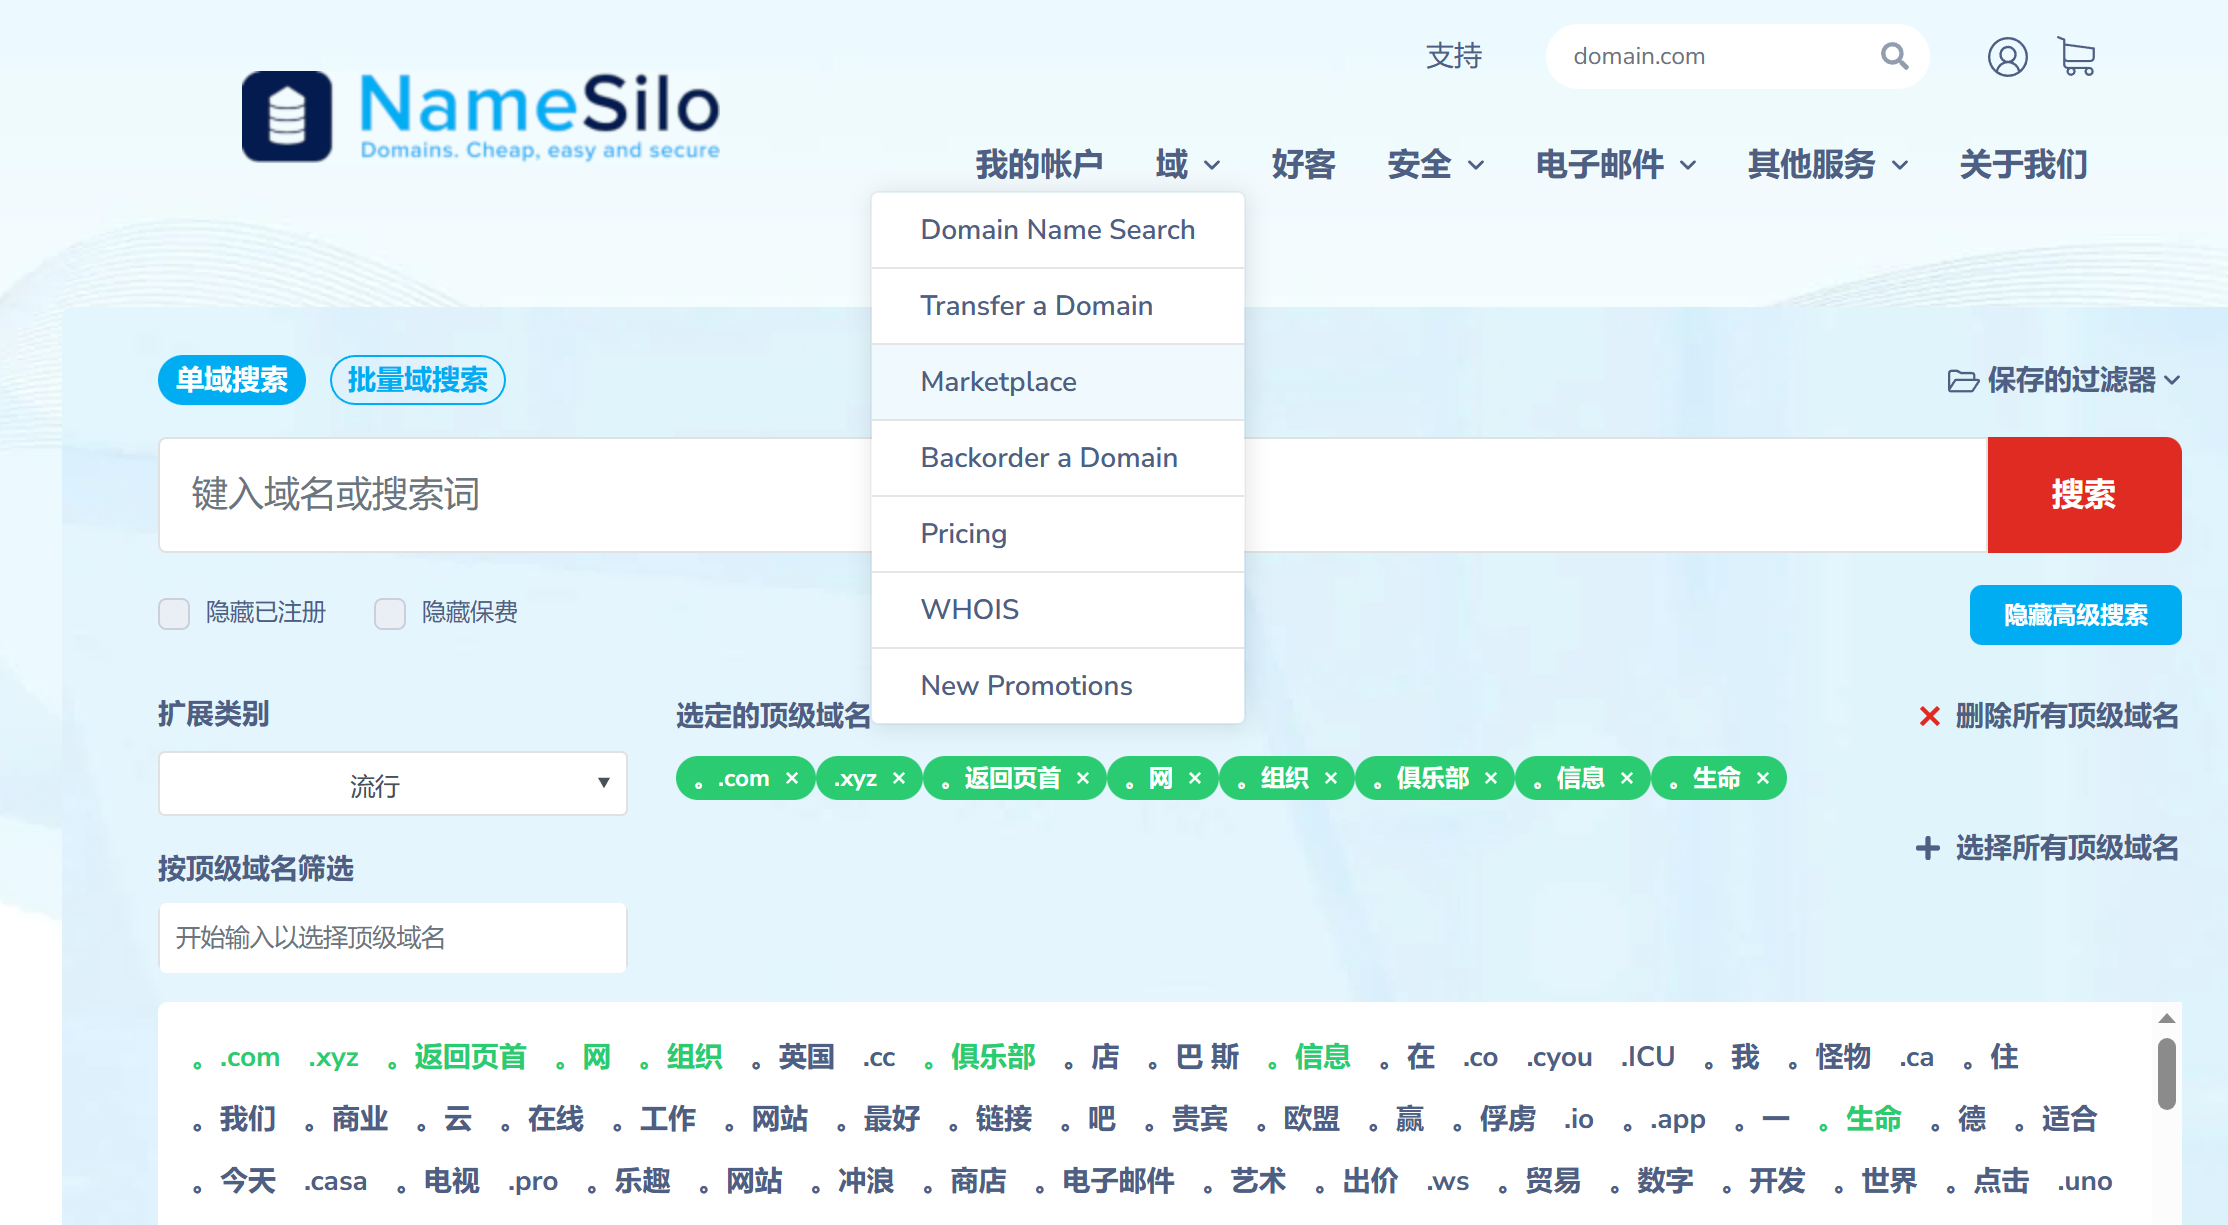 支持
domain.com
NameSilo
Domains. Cheap, easy and secure
我的帐户 域 好客 安全 电子邮件 其他服务 关于我们
Domain Name Search
Transfer a Domain
Marketplace
Backorder a Domain
Pricing
WHOIS
New Promotions
单域搜索 批量域搜索 保存的过滤器
键入域名或搜索词 搜索
隐藏已注册 隐藏保费 隐藏高级搜索
扩展类别 选定的顶级域名 × 删除所有顶级域名
流行 ▼
。.com × .xyz × 。返回页首 × 。网 × 。组织 × 。俱乐部 × 。信息 × 。生命 ×
+ 选择所有顶级域名
按顶级域名筛选
开始输入以选择顶级域名
。.com .xyz 。返回页首 。网 。组织 。英国 .cc 。俱乐部 。店 。巴 斯 。信息 。在 .co .cyou .ICU 。我 。怪物 .ca 。住
。我们 。商业 。云 。在线 。工作 。网站 。最好 。链接 。吧 。贵宾 。欧盟 。赢 。俘虏 .io 。.app 。一 。生命 。德 。适合
。今天 .casa 。电视 .pro 。乐趣 。网站 。冲浪 。商店 。电子邮件 。艺术 。出价 .ws 。贸易 。数字 。开发 。世界 。点击 .uno